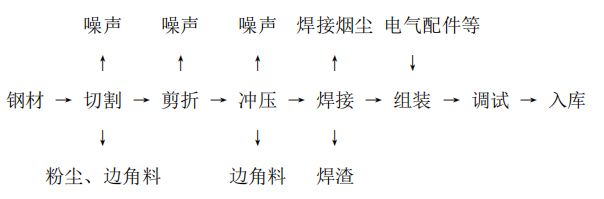 噪声 噪声 噪声 焊接烟尘 电气配件等
↑ ↑ ↑ ↑ ↓
钢材 → 切割 → 剪折 → 冲压 → 焊接 → 组装 → 调试 → 入库
↓ ↓ ↓
粉尘、边角料 边角料 焊渣